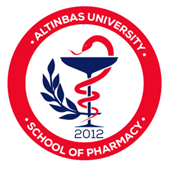 • ALTINBAS UNIVERSITY •
SCHOOL OF PHARMACY
2012